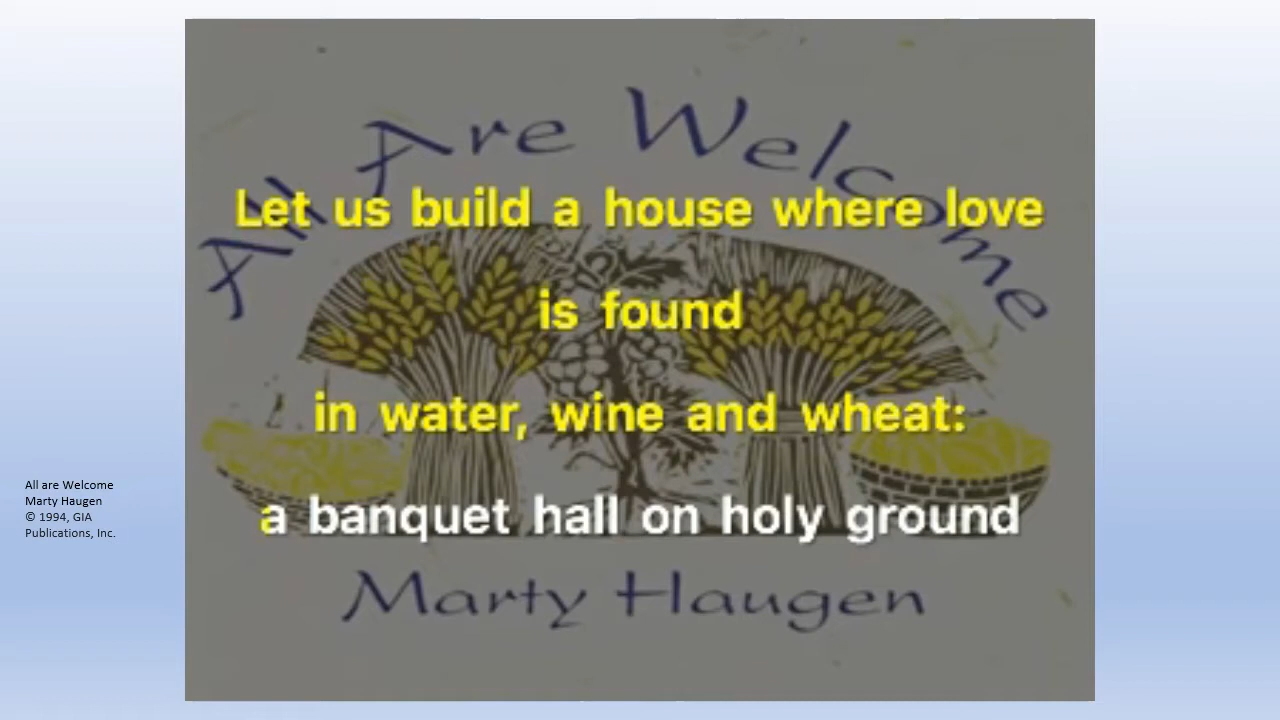 All Are Welcome
Let us build a house where love
is found
in water, wine and wheat:
a banquet hall on holy ground
Marty Haugen
All are Welcome
Marty Haugen
© 1994, GIA
Publications, Inc.